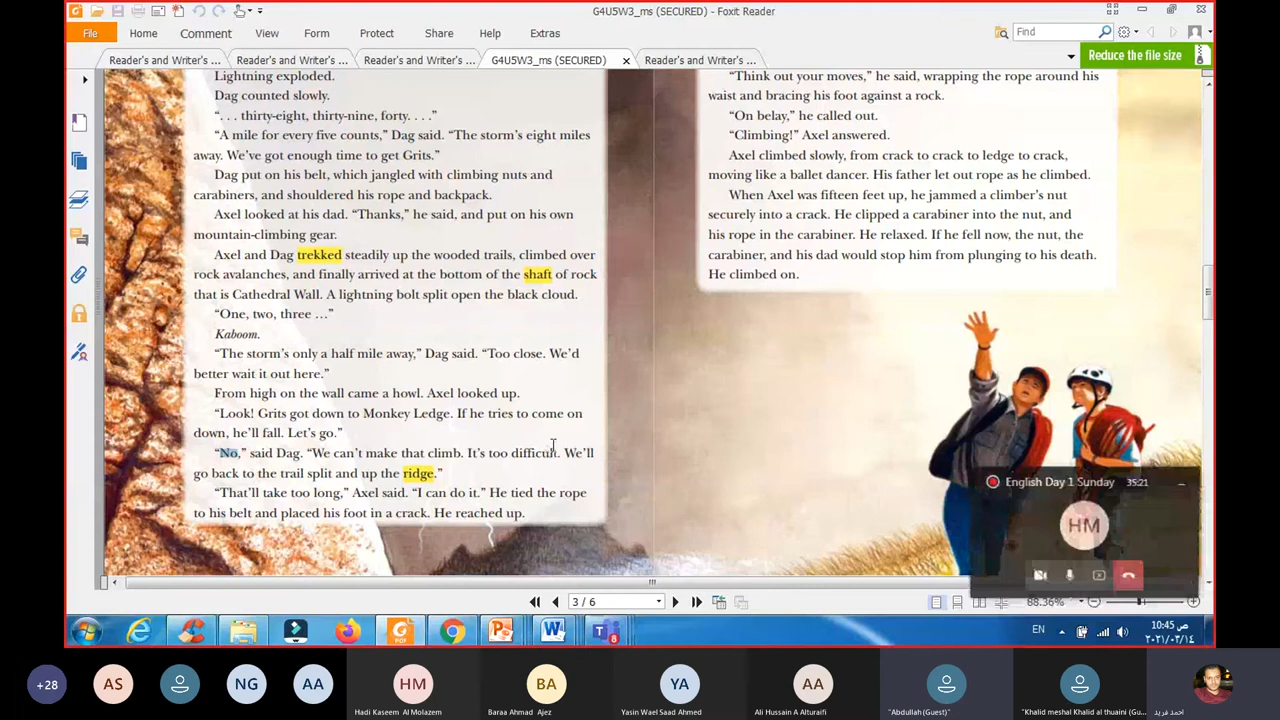 G4U5W3_ms (SECURED) - Foxit Reader
File
Home
Comment
View
Form
Protect
Share
Help
Extras
Find
Reader's and Writer's ...
Reader's and Writer's ...
Reader's and Writer's ...
G4U5W3_ms (SECURED)
Reader's and Writer's ...
Reduce the file size
Lightning exploded.
Dag counted slowly.
“. . . thirty-eight, thirty-nine, forty. . . .”
“A mile for every five counts,” Dag said. “The storm’s eight miles
away. We’ve got enough time to get Grits.”
Dag put on his belt, which jangled with climbing nuts and
carabiners, and shouldered his rope and backpack.
Axel looked at his dad. “Thanks,” he said, and put on his own
mountain-climbing gear.
Axel and Dag trekked steadily up the wooded trails, climbed over
rock avalanches, and finally arrived at the bottom of the shaft of rock
that is Cathedral Wall. A lightning bolt split open the black cloud.
“One, two, three …”
Kaboom.
“The storm’s only a half mile away,” Dag said. “Too close. We’d
better wait it out here.”
From high on the wall came a howl. Axel looked up.
“Look! Grits got down to Monkey Ledge. If he tries to come on
down, he’ll fall. Let’s go.”
“No,” said Dag. “We can’t make that climb. It’s too difficult. We’ll
go back to the trail split and up the ridge.”
“That’ll take too long,” Axel said. “I can do it.” He tied the rope
to his belt and placed his foot in a crack. He reached up.
“Think out your moves,” he said, wrapping the rope around his
waist and bracing his foot against a rock.
“On belay,” he called out.
“Climbing!” Axel answered.
Axel climbed slowly, from crack to crack to ledge to crack,
moving like a ballet dancer. His father let out rope as he climbed.
When Axel was fifteen feet up, he jammed a climber’s nut
securely into a crack. He clipped a carabiner into the nut, and
his rope in the carabiner. He relaxed. If he fell now, the nut, the
carabiner, and his dad would stop him from plunging to his death.
He climbed on.
English Day 1 Sunday
35:21
HM
3 / 6
88.36%
EN
ص 10:45
٢٠٢١/٠٣/١٤
8
+28
AS
NG
AA
HM
Hadi Kaseem Al Molazem
BA
Baraa Ahmad Ajez
YA
Yasin Wael Saad Ahmed
AA
Ali Hussain A Alturaifi
"Abdullah (Guest)"
"Khalid meshal Khalid al thuaini (Gu...
احمد فريد